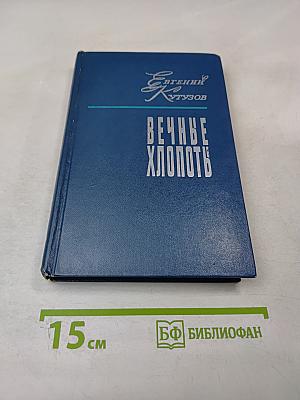 Евгений
Кутузов
ВЕЧНЫЕ
ХЛОПОТЫ
15 см
БФ БИБЛИОФАН